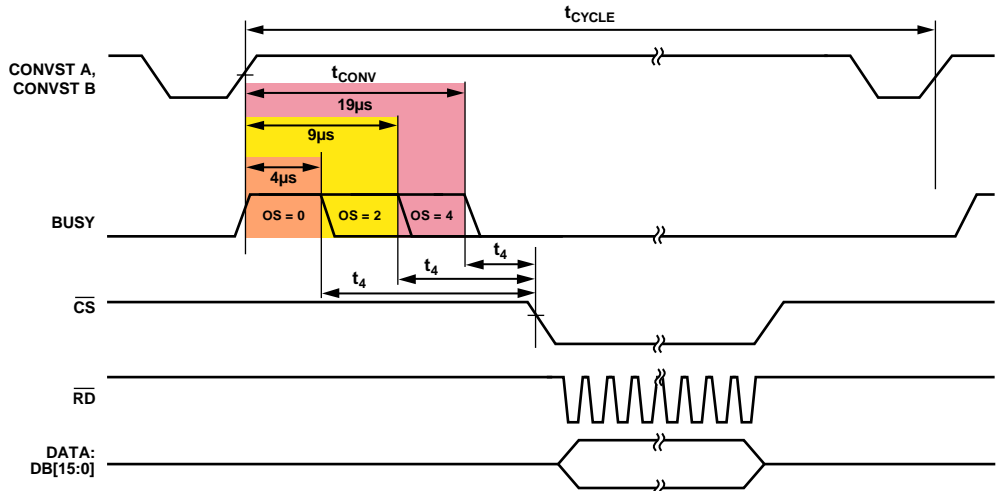 tCYCLE
CONVST A,
CONVST B
tCONV
19µs
9µs
4µs
BUSY
OS = 0
OS = 2
OS = 4
t4
t4
t4
CS
RD
DATA:
DB[15:0]